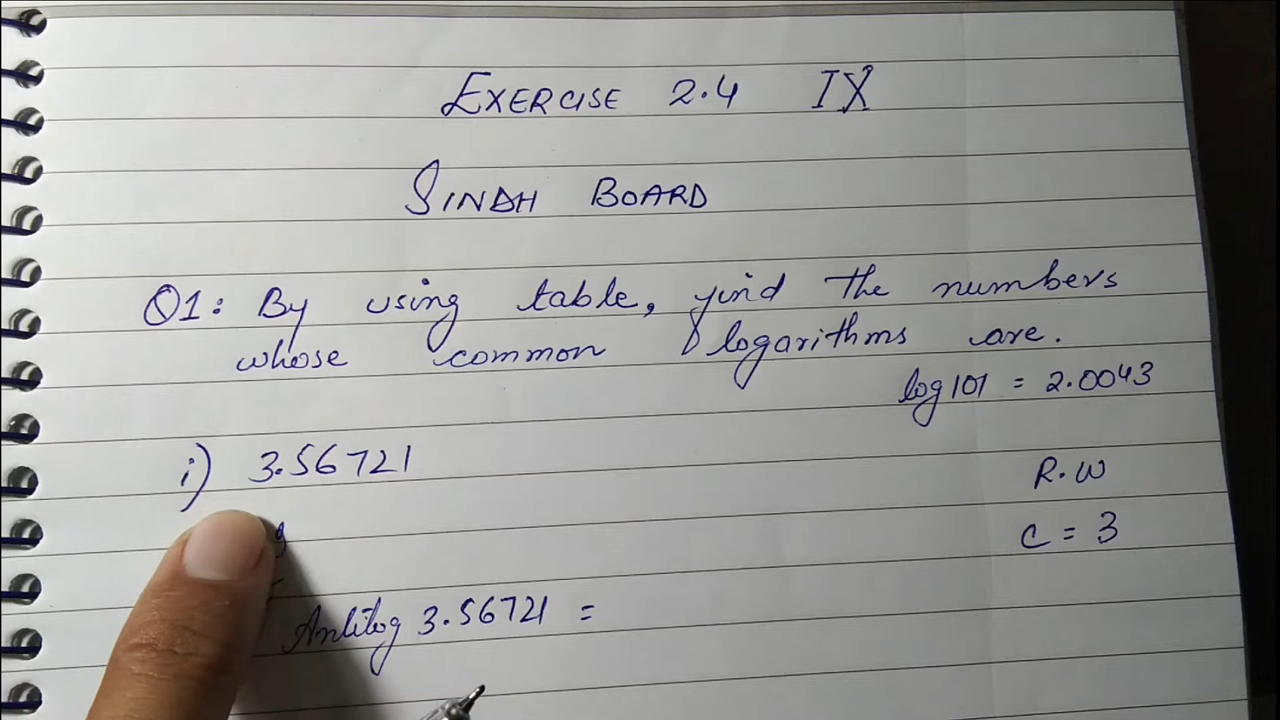 EXERCISE 2.4 IX
SINDH BOARD
Q1: By using table, find the numbers
whose common logarithms are.
log 101 = 2.0043
i) 3.56721
R.W
C = 3
Antilog 3.56721 =